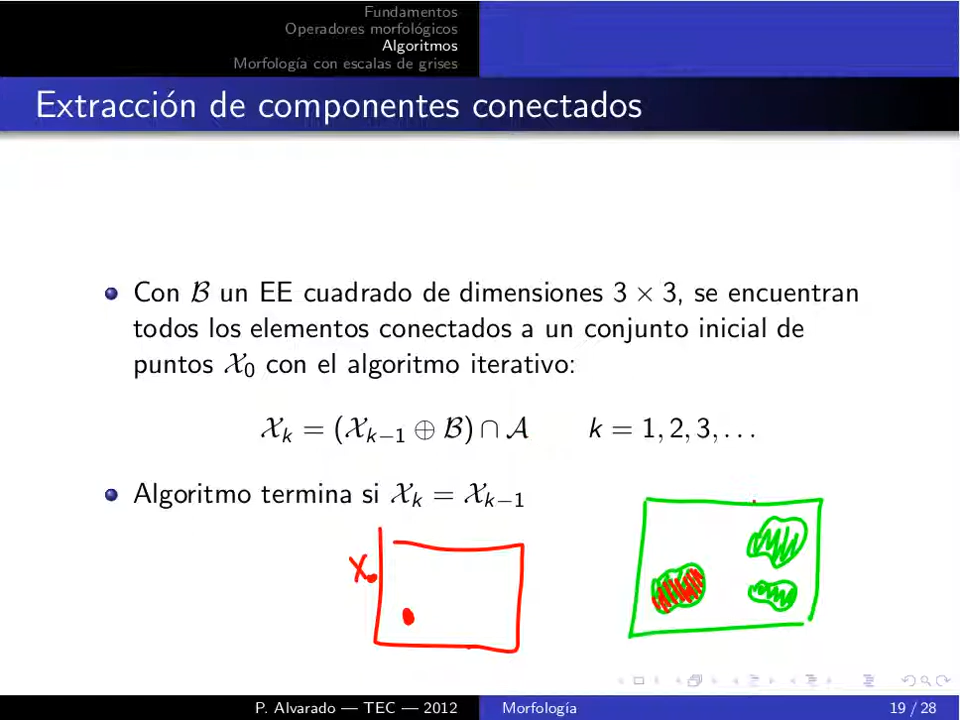 Fundamentos
Operadores morfológicos
Algoritmos
Morfología con escalas de grises
Extracción de componentes conectados
Con ℬ un EE cuadrado de dimensiones 3 × 3, se encuentran
todos los elementos conectados a un conjunto inicial de
puntos 𝒳₀ con el algoritmo iterativo:
𝒳ₖ = (𝒳ₖ₋₁ ⊕ ℬ) ∩ 𝒜 k = 1, 2, 3, . . .
Algoritmo termina si 𝒳ₖ = 𝒳ₖ₋₁
X₀
P. Alvarado — TEC — 2012 Morfología 19 / 28